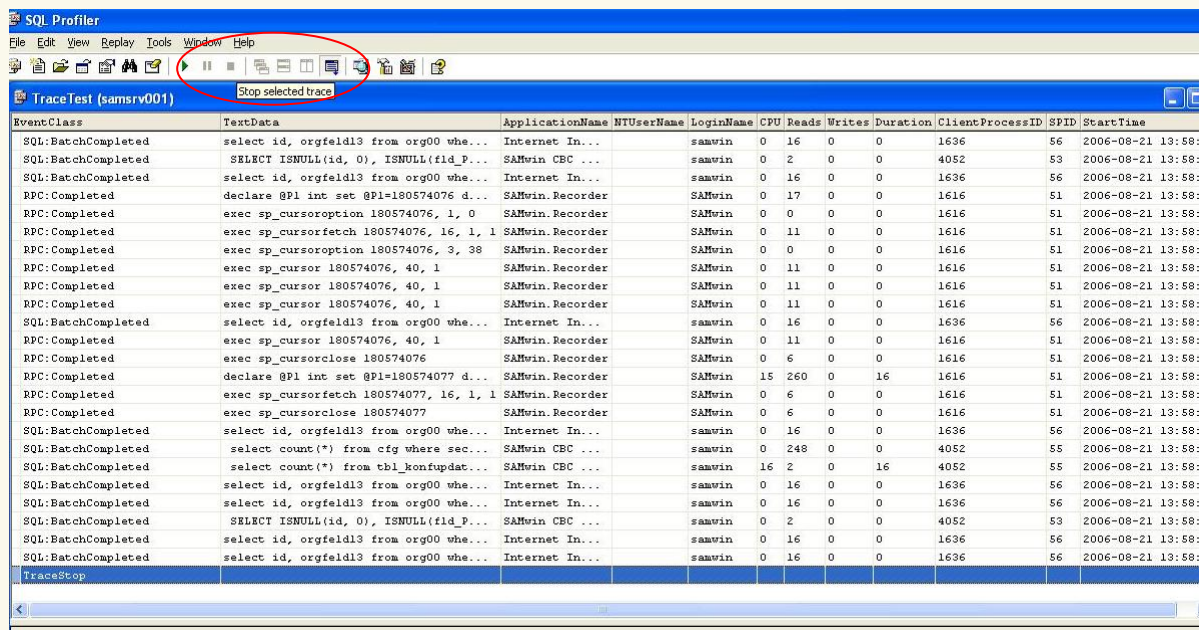 SQL Profiler
File Edit View Replay Tools Window Help
Stop selected trace
TraceTest (samsrv001)
EventClass TextData ApplicationName NTUserName LoginName CPU Reads Writes Duration ClientProcessID SPID StartTime
SQL:BatchCompleted select id, orgfeld13 from org00 whe... Internet In... samwin 0 16 0 0 1636 56 2006-08-21 13:58:
SQL:BatchCompleted SELECT ISNULL(id, 0), ISNULL(fld_P... SAMwin CBC ... samwin 0 2 0 0 4052 53 2006-08-21 13:58:
SQL:BatchCompleted select id, orgfeld13 from org00 whe... Internet In... samwin 0 16 0 0 1636 56 2006-08-21 13:58:
RPC:Completed declare @P1 int set @P1=180574076 d... SAMwin.Recorder SAMwin 0 17 0 0 1616 51 2006-08-21 13:58:
RPC:Completed exec sp_cursoroption 180574076, 1, 0 SAMwin.Recorder SAMwin 0 0 0 0 1616 51 2006-08-21 13:58:
RPC:Completed exec sp_cursorfetch 180574076, 16, 1, 1 SAMwin.Recorder SAMwin 0 11 0 0 1616 51 2006-08-21 13:58:
RPC:Completed exec sp_cursoroption 180574076, 3, 38 SAMwin.Recorder SAMwin 0 0 0 0 1616 51 2006-08-21 13:58:
RPC:Completed exec sp_cursor 180574076, 40, 1 SAMwin.Recorder SAMwin 0 11 0 0 1616 51 2006-08-21 13:58:
RPC:Completed exec sp_cursor 180574076, 40, 1 SAMwin.Recorder SAMwin 0 11 0 0 1616 51 2006-08-21 13:58:
RPC:Completed exec sp_cursor 180574076, 40, 1 SAMwin.Recorder SAMwin 0 11 0 0 1616 51 2006-08-21 13:58:
SQL:BatchCompleted select id, orgfeld13 from org00 whe... Internet In... samwin 0 16 0 0 1636 56 2006-08-21 13:58:
RPC:Completed exec sp_cursor 180574076, 40, 1 SAMwin.Recorder SAMwin 0 11 0 0 1616 51 2006-08-21 13:58:
RPC:Completed exec sp_cursorclose 180574076 SAMwin.Recorder SAMwin 0 6 0 0 1616 51 2006-08-21 13:58:
RPC:Completed declare @P1 int set @P1=180574077 d... SAMwin.Recorder SAMwin 15 260 0 16 1616 51 2006-08-21 13:58:
RPC:Completed exec sp_cursorfetch 180574077, 16, 1, 1 SAMwin.Recorder SAMwin 0 6 0 0 1616 51 2006-08-21 13:58:
RPC:Completed exec sp_cursorclose 180574077 SAMwin.Recorder SAMwin 0 6 0 0 1616 51 2006-08-21 13:58:
SQL:BatchCompleted select id, orgfeld13 from org00 whe... Internet In... samwin 0 16 0 0 1636 56 2006-08-21 13:58:
SQL:BatchCompleted select count(*) from cfg where sec... SAMwin CBC ... samwin 0 248 0 0 4052 55 2006-08-21 13:58:
SQL:BatchCompleted select count(*) from tbl_konfupdat... SAMwin CBC ... samwin 16 2 0 16 4052 55 2006-08-21 13:58:
SQL:BatchCompleted select id, orgfeld13 from org00 whe... Internet In... samwin 0 16 0 0 1636 56 2006-08-21 13:58:
SQL:BatchCompleted select id, orgfeld13 from org00 whe... Internet In... samwin 0 16 0 0 1636 56 2006-08-21 13:58:
SQL:BatchCompleted SELECT ISNULL(id, 0), ISNULL(fld_P... SAMwin CBC ... samwin 0 2 0 0 4052 53 2006-08-21 13:58:
SQL:BatchCompleted select id, orgfeld13 from org00 whe... Internet In... samwin 0 16 0 0 1636 56 2006-08-21 13:58:
SQL:BatchCompleted select id, orgfeld13 from org00 whe... Internet In... samwin 0 16 0 0 1636 56 2006-08-21 13:58:
TraceStop